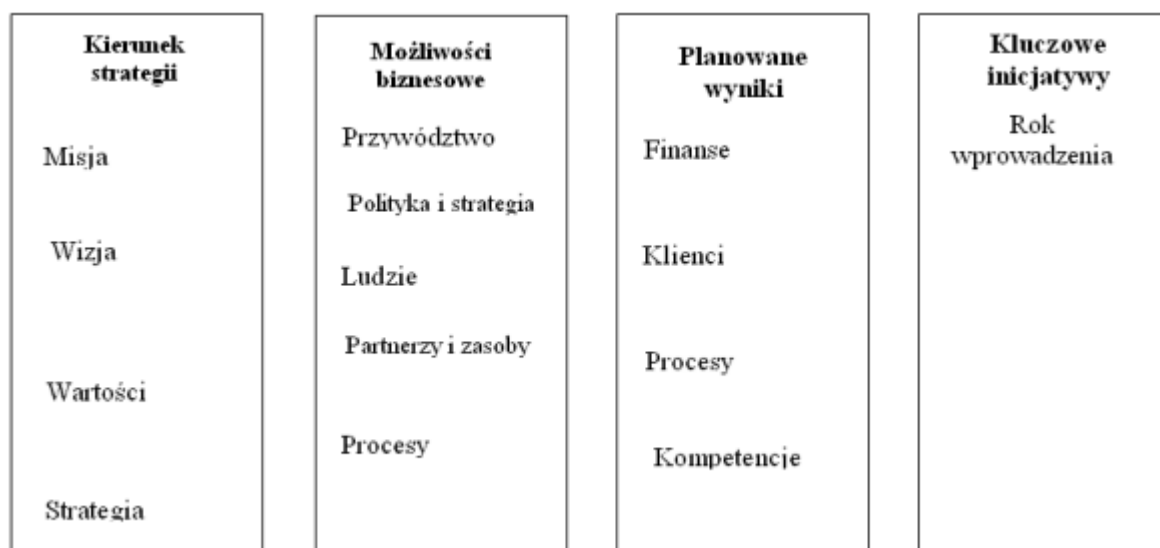 Kierunek
strategii
Misja
Wizja
Wartości
Strategia
Możliwości
biznesowe
Przywództwo
Polityka i strategia
Ludzie
Partnerzy i zasoby
Procesy
Planowane
wyniki
Finanse
Klienci
Procesy
Kompetencje
Kluczowe
inicjatywy
Rok
wprowadzenia